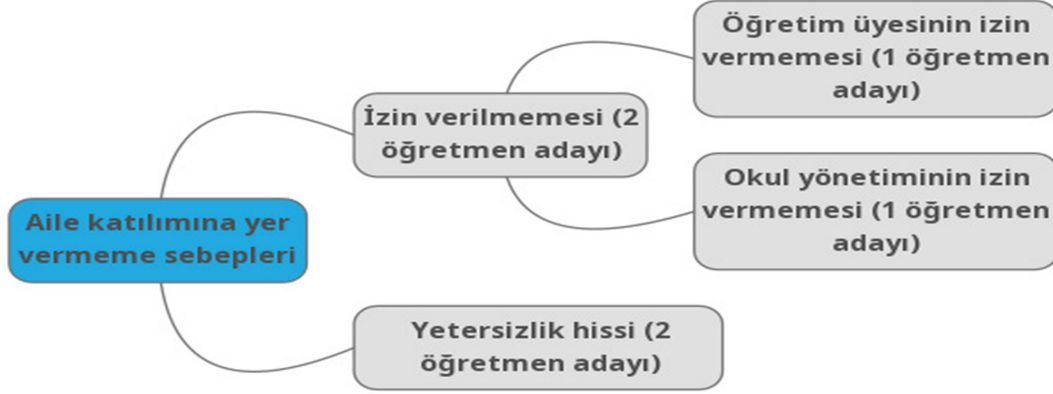 Aile katılımına yer
vermeme sebepleri
İzin verilmemesi (2
öğretmen adayı)
Öğretim üyesinin izin
vermemesi (1 öğretmen
adayı)
Okul yönetiminin izin
vermemesi (1 öğretmen
adayı)
Yetersizlik hissi (2
öğretmen adayı)